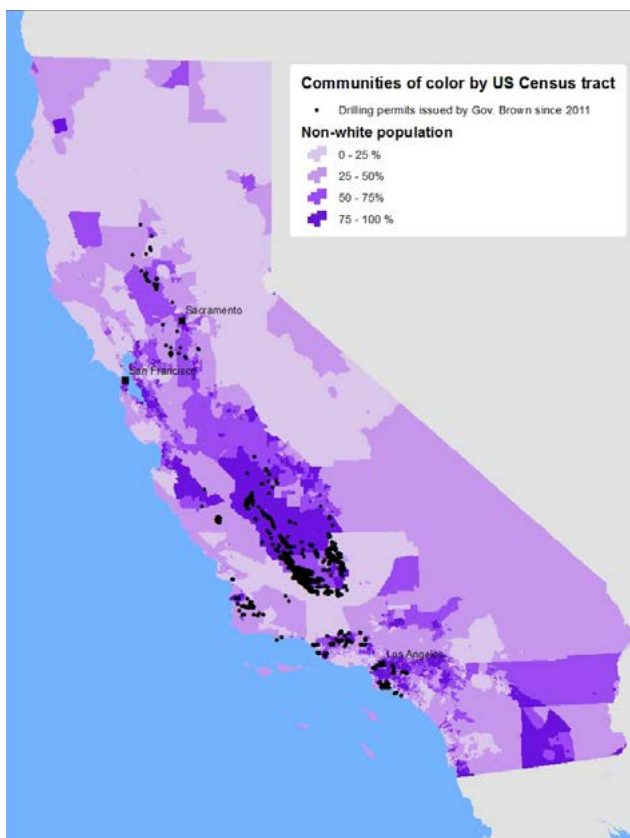 Communities of color by US Census tract
Drilling permits issued by Gov. Brown since 2011
Non-white population
0 - 25 %
25 - 50%
50 - 75%
75 - 100 %
Sacramento
San Francisco
Los Angeles